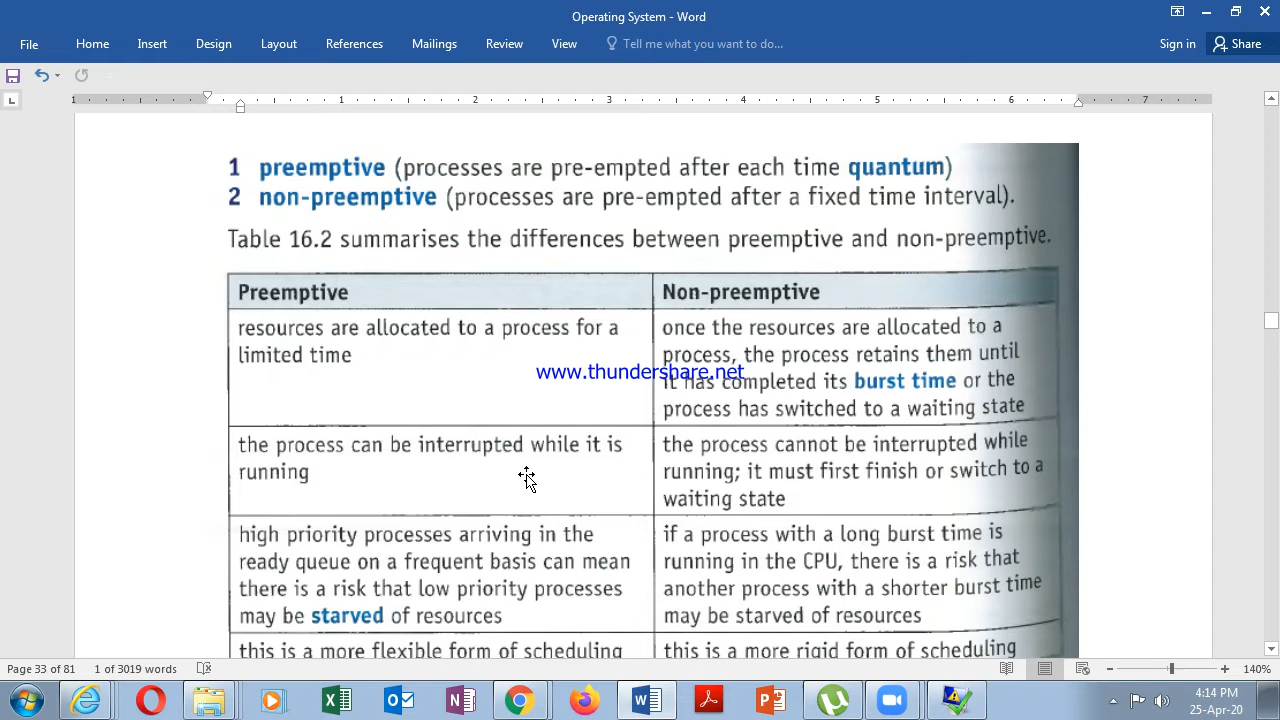 Operating System - Word
File Home Insert Design Layout References Mailings Review View Tell me what you want to do... Sign in Share
1 1 2 3 4 5 6 7
1 preemptive (processes are pre-empted after each time quantum)
2 non-preemptive (processes are pre-empted after a fixed time interval).
Table 16.2 summarises the differences between preemptive and non-preemptive.
Preemptive
Non-preemptive
resources are allocated to a process for a
limited time
once the resources are allocated to a
process, the process retains them until
it has completed its burst time or the
process has switched to a waiting state
www.thundershare.net
the process can be interrupted while it is
running
the process cannot be interrupted while
running; it must first finish or switch to a
waiting state
high priority processes arriving in the
ready queue on a frequent basis can mean
there is a risk that low priority processes
may be starved of resources
if a process with a long burst time is
running in the CPU, there is a risk that
another process with a shorter burst time
may be starved of resources
this is a more flexible form of scheduling
this is a more rigid form of scheduling
Page 33 of 81 1 of 3019 words 140%
4:14 PM
25-Apr-20